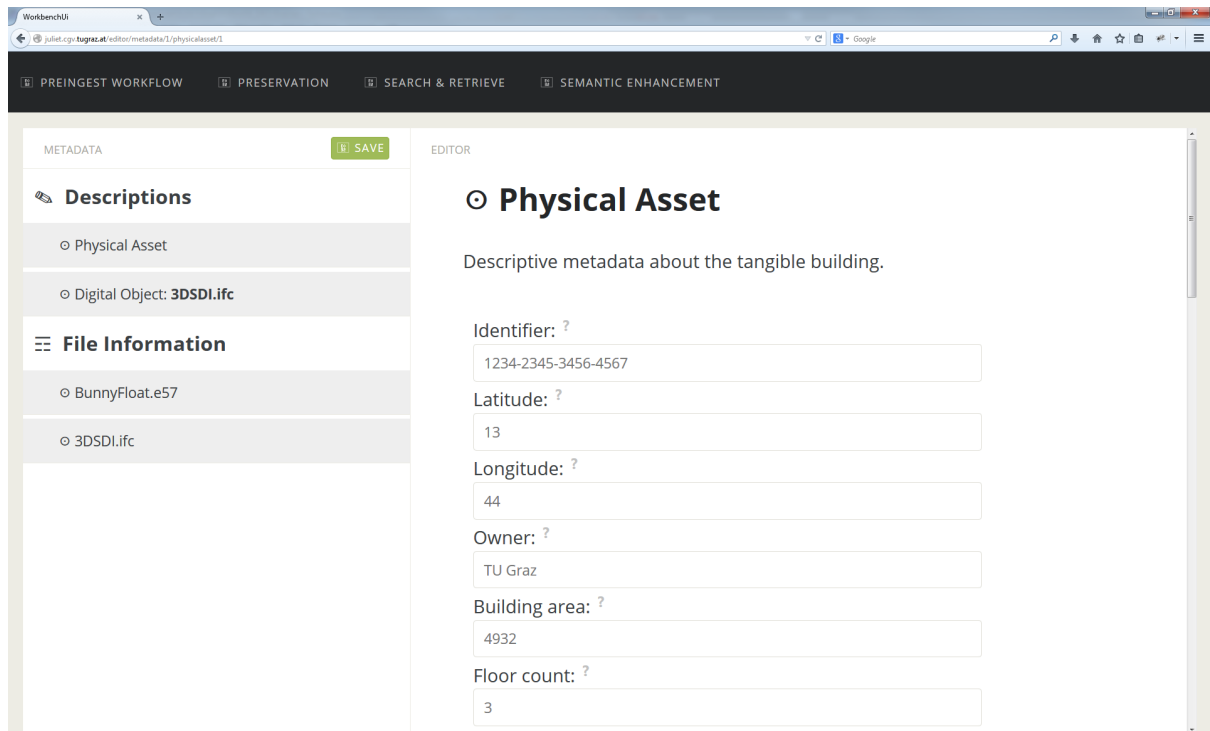 WorkbenchUi
juliet.cgv.tugraz.at/editor/metadata/1/physicalasset/1
Google
PREINGEST WORKFLOW
PRESERVATION
SEARCH & RETRIEVE
SEMANTIC ENHANCEMENT
METADATA
SAVE
Descriptions
Physical Asset
Digital Object: 3DSDI.ifc
File Information
BunnyFloat.e57
3DSDI.ifc
EDITOR
Physical Asset
Descriptive metadata about the tangible building.
Identifier: ?
1234-2345-3456-4567
Latitude: ?
13
Longitude: ?
44
Owner: ?
TU Graz
Building area: ?
4932
Floor count: ?
3